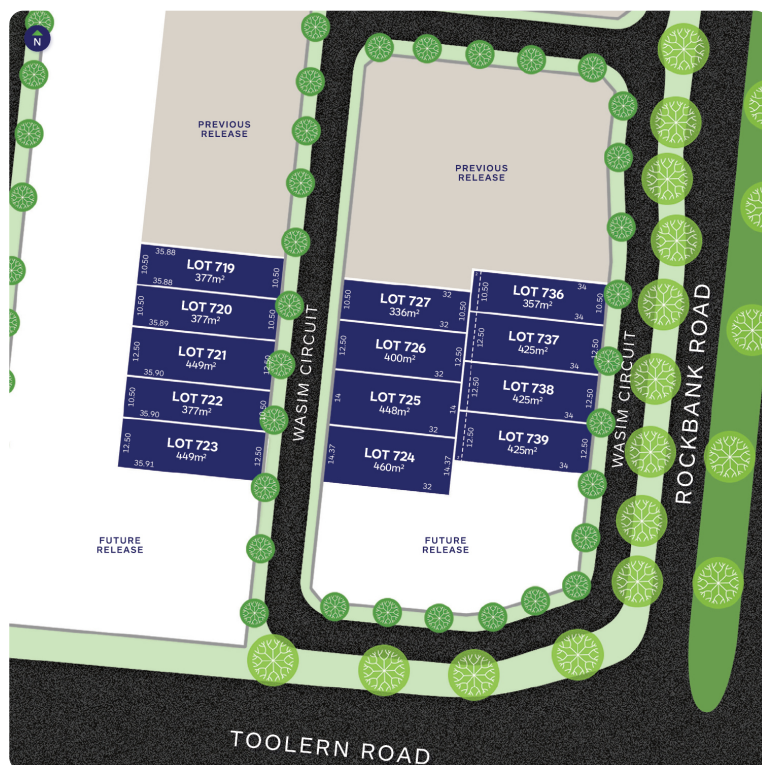 N
PREVIOUS
RELEASE
PREVIOUS
RELEASE
35.88
10.50
LOT 719
377m²
10.50
35.88
10.50
LOT 720
377m²
10.50
35.89
12.50
LOT 721
449m²
12.50
35.90
10.50
LOT 722
377m²
10.50
35.90
12.50
LOT 723
449m²
12.50
35.91
WASIM CIRCUIT
32
10.50
LOT 727
336m²
10.50
32
12.50
LOT 726
400m²
12.50
32
14
LOT 725
448m²
14
32
14.37
LOT 724
460m²
14.37
32
34
10.50
LOT 736
357m²
10.50
34
12.50
LOT 737
425m²
12.50
34
12.50
LOT 738
425m²
12.50
34
12.50
LOT 739
425m²
12.50
34
WASIM CIRCUIT
ROCKBANK ROAD
FUTURE
RELEASE
FUTURE
RELEASE
TOOLERN ROAD